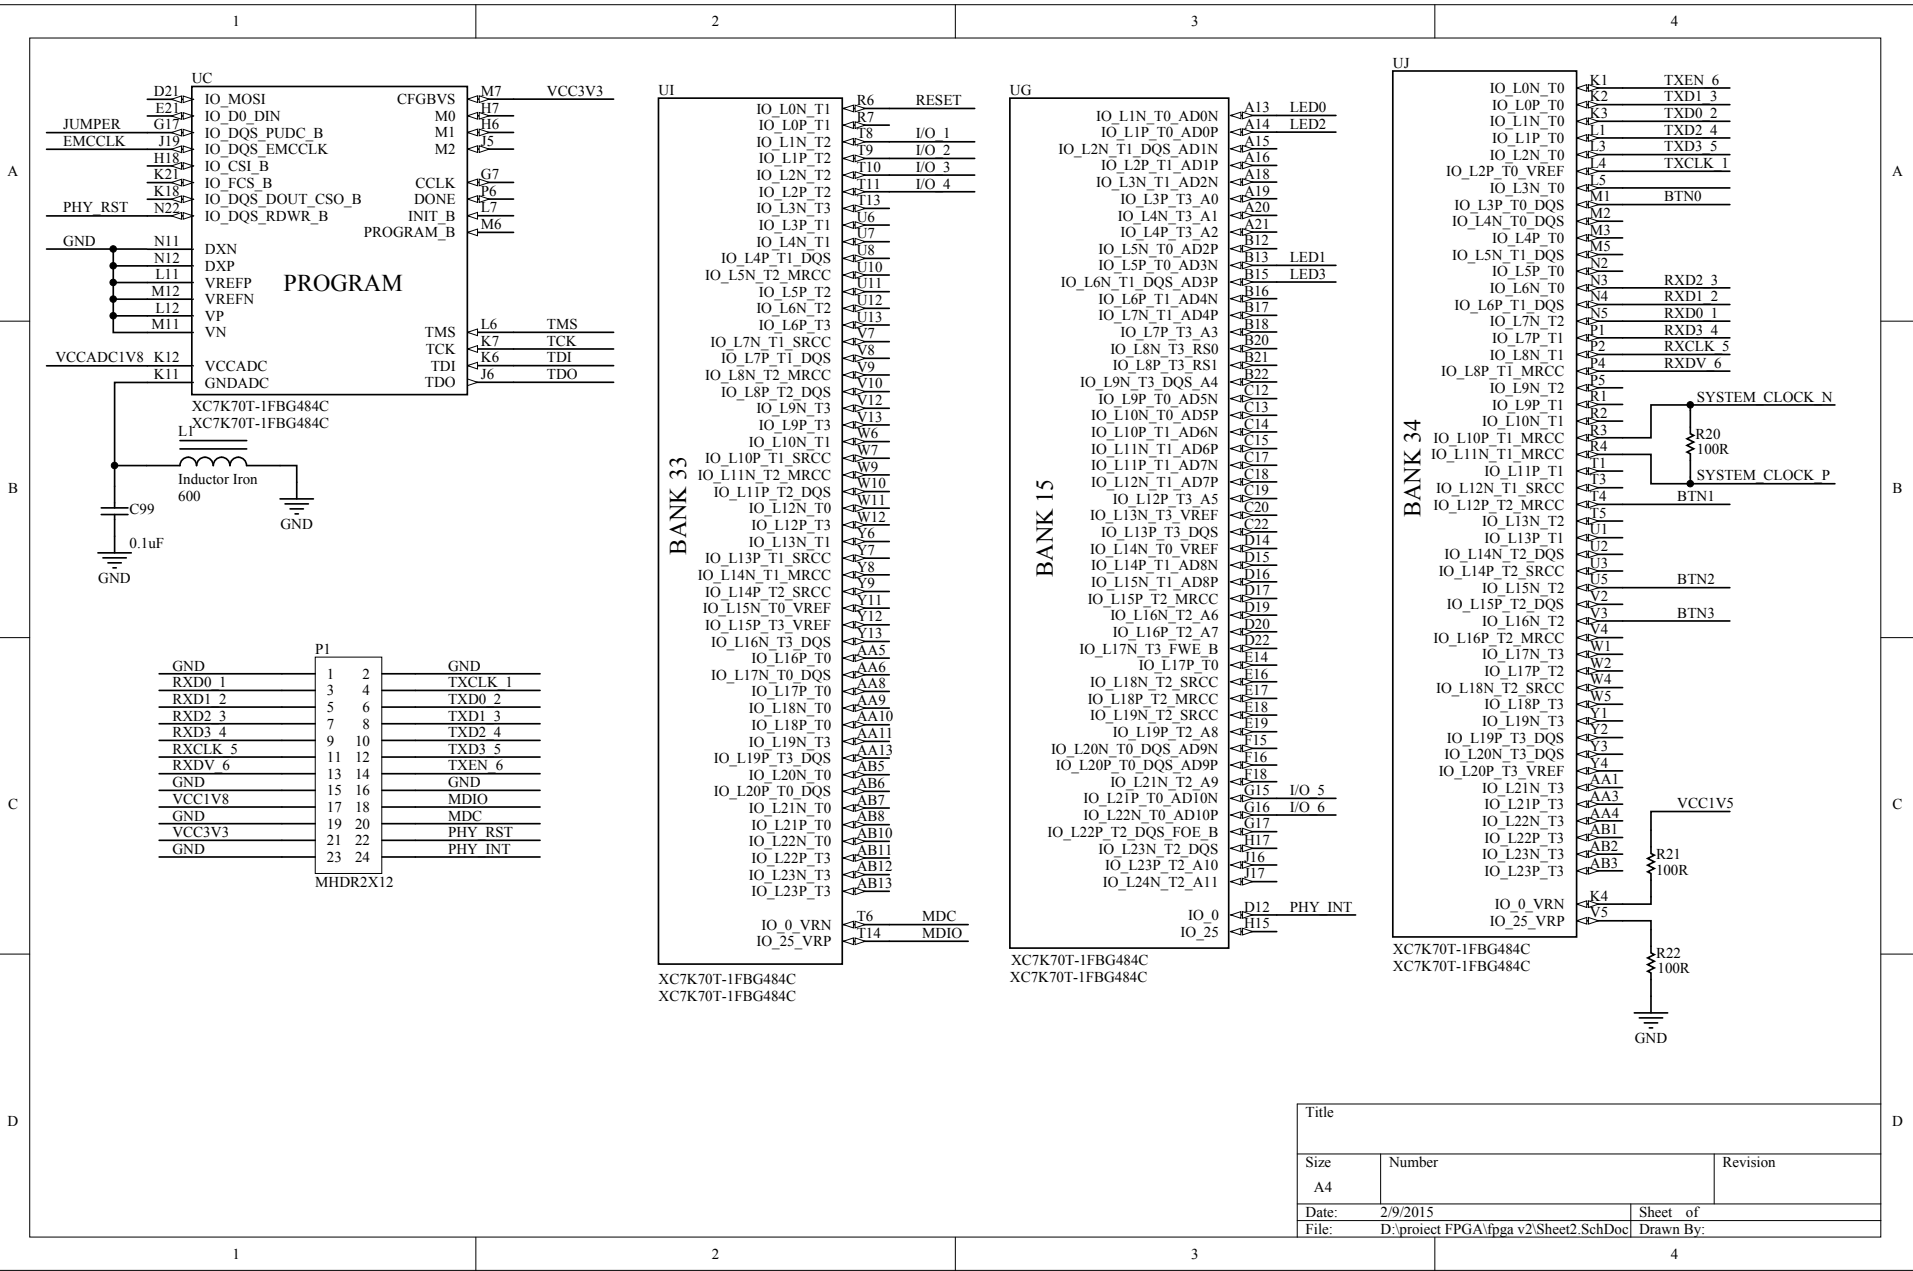 1 2 3 4
A
B
C
D
UC
D21 IO_MOSI
E21 IO_D0_DIN
JUMPER G17 IO_DQS_PUDC_B
EMCCLK J19 IO_DQS_EMCCLK
H18 IO_CSI_B
K21 IO_FCS_B
K18 IO_DQS_DOUT_CSO_B
PHY_RST N22 IO_DQS_RDWR_B
GND N11 DXN
N12 DXP
L11 VREFP
M12 VREFN
L12 VP
M11 VN
VCCADC1V8 K12 VCCADC
K11 GNDADC
PROGRAM
CFGBVS M7 VCC3V3
M0 H7
M1 H6
M2 J5
CCLK G7
DONE P6
INIT_B L7
PROGRAM_B M6
TMS L6 TMS
TCK K7 TCK
TDI K6 TDI
TDO J6 TDO
XC7K70T-1FBG484C
XC7K70T-1FBG484C
L1
Inductor Iron
600
GND
C99
0.1uF
GND
P1
GND 1 2 GND
RXD0_1 3 4 TXCLK_1
RXD1_2 5 6 TXD0_2
RXD2_3 7 8 TXD1_3
RXD3_4 9 10 TXD2_4
RXCLK_5 11 12 TXD3_5
RXDV_6 13 14 TXEN_6
GND 15 16 GND
VCC1V8 17 18 MDIO
GND 19 20 MDC
VCC3V3 21 22 PHY_RST
GND 23 24 PHY_INT
MHDR2X12
UI
BANK 33
IO_L0N_T1 R6 RESET
IO_L0P_T1 R7
IO_L1N_T2 T8 I/O_1
IO_L1P_T2 T9 I/O_2
IO_L2N_T2 T10 I/O_3
IO_L2P_T2 T11 I/O_4
IO_L3N_T3 T13
IO_L3P_T1 U6
IO_L4N_T1 U7
IO_L4P_T1_DQS U8
IO_L5N_T2_MRCC U10
IO_L5P_T2 U11
IO_L6N_T2 U12
IO_L6P_T3 U13
IO_L7N_T1_SRCC V7
IO_L7P_T1_DQS V8
IO_L8N_T2_MRCC V9
IO_L8P_T2_DQS V10
IO_L9N_T3 V12
IO_L9P_T3 V13
IO_L10N_T1 W6
IO_L10P_T1_SRCC W7
IO_L11N_T2_MRCC W9
IO_L11P_T2_DQS W10
IO_L12N_T0 W11
IO_L12P_T3 W12
IO_L13N_T1 Y6
IO_L13P_T1_SRCC Y7
IO_L14N_T1_MRCC Y8
IO_L14P_T2_SRCC Y9
IO_L15N_T0_VREF Y11
IO_L15P_T3_VREF Y12
IO_L16N_T3_DQS Y13
IO_L16P_T0 AA5
IO_L17N_T0_DQS AA6
IO_L17P_T0 AA8
IO_L18N_T0 AA9
IO_L18P_T0 AA10
IO_L19N_T3 AA11
IO_L19P_T3_DQS AA13
IO_L20N_T0 AB5
IO_L20P_T0_DQS AB6
IO_L21N_T0 AB7
IO_L21P_T0 AB8
IO_L22N_T0 AB10
IO_L22P_T3 AB11
IO_L23N_T3 AB12
IO_L23P_T3 AB13
IO_0_VRN T6 MDC
IO_25_VRP T14 MDIO
XC7K70T-1FBG484C
XC7K70T-1FBG484C
UG
BANK 15
IO_L1N_T0_AD0N A13 LED0
IO_L1P_T0_AD0P A14 LED2
IO_L2N_T1_DQS_AD1N A15
IO_L2P_T1_AD1P A16
IO_L3N_T1_AD2N A18
IO_L3P_T3_A0 A19
IO_L4N_T3_A1 A20
IO_L4P_T3_A2 A21
IO_L5N_T0_AD2P B12
IO_L5P_T0_AD3N B13 LED1
IO_L6N_T1_DQS_AD3P B15 LED3
IO_L6P_T1_AD4N B16
IO_L7N_T1_AD4P B17
IO_L7P_T3_A3 B18
IO_L8N_T3_RS0 B20
IO_L8P_T3_RS1 B21
IO_L9N_T3_DQS_A4 B22
IO_L9P_T0_AD5N C12
IO_L10N_T0_AD5P C13
IO_L10P_T1_AD6N C14
IO_L11N_T1_AD6P C15
IO_L11P_T1_AD7N C17
IO_L12N_T1_AD7P C18
IO_L12P_T3_A5 C19
IO_L13N_T3_VREF C20
IO_L13P_T3_DQS C22
IO_L14N_T0_VREF D14
IO_L14P_T1_AD8N D15
IO_L15N_T1_AD8P D16
IO_L15P_T2_MRCC D17
IO_L16N_T2_A6 D19
IO_L16P_T2_A7 D20
IO_L17N_T3_FWE_B D22
IO_L17P_T0 E14
IO_L18N_T2_SRCC E16
IO_L18P_T2_MRCC E17
IO_L19N_T2_SRCC E18
IO_L19P_T2_A8 E19
IO_L20N_T0_DQS_AD9N F15
IO_L20P_T0_DQS_AD9P F16
IO_L21N_T2_A9 F18
IO_L21P_T0_AD10N G15 I/O_5
IO_L22N_T0_AD10P G16 I/O_6
IO_L22P_T2_DQS_FOE_B G17
IO_L23N_T2_DQS H17
IO_L23P_T2_A10 J16
IO_L24N_T2_A11 J17
IO_0 D12 PHY_INT
IO_25 H15
XC7K70T-1FBG484C
XC7K70T-1FBG484C
UJ
BANK 34
IO_L0N_T0 K1 TXEN_6
IO_L0P_T0 K2 TXD1_3
IO_L1N_T0 K3 TXD0_2
IO_L1P_T0 L1 TXD2_4
IO_L2N_T0 L3 TXD3_5
IO_L2P_T0_VREF L4 TXCLK_1
IO_L3N_T0 L5
IO_L3P_T0_DQS M1 BTN0
IO_L4N_T0_DQS M2
IO_L4P_T0 M3
IO_L5N_T1_DQS M5
IO_L5P_T0 N2
IO_L6N_T0 N3 RXD2_3
IO_L6P_T1_DQS N4 RXD1_2
IO_L7N_T2 N5 RXD0_1
IO_L7P_T1 P1 RXD3_4
IO_L8N_T1 P2 RXCLK_5
IO_L8P_T1_MRCC P4 RXDV_6
IO_L9N_T2 P5
IO_L9P_T1 R1
IO_L10N_T1 R2
IO_L10P_T1_MRCC R3
IO_L11N_T1_MRCC R4
IO_L11P_T1 T1
IO_L12N_T1_SRCC T3
IO_L12P_T2_MRCC T4 BTN1
IO_L13N_T2 T5
IO_L13P_T1 U1
IO_L14N_T2_DQS U2
IO_L14P_T2_SRCC U3
IO_L15N_T2 U5 BTN2
IO_L15P_T2_DQS V2
IO_L16N_T2 V3 BTN3
IO_L16P_T2_MRCC V4
IO_L17N_T3 W1
IO_L17P_T2 W2
IO_L18N_T2_SRCC W4
IO_L18P_T3 W5
IO_L19N_T3 Y1
IO_L19P_T3_DQS Y2
IO_L20N_T3_DQS Y3
IO_L20P_T3_VREF Y4
IO_L21N_T3 AA1
IO_L21P_T3 AA3
IO_L22N_T3 AA4
IO_L22P_T3 AB1
IO_L23N_T3 AB2
IO_L23P_T3 AB3
IO_0_VRN K4
IO_25_VRP V5
XC7K70T-1FBG484C
XC7K70T-1FBG484C
SYSTEM_CLOCK_N
R20
100R
SYSTEM_CLOCK_P
VCC1V5
R21
100R
R22
100R
GND
A
B
C
D
Title
Size Number Revision
A4
Date: 2/9/2015 Sheet of
File: D:\project FPGA\fpga v2\Sheet2.SchDoc Drawn By:
1 2 3 4